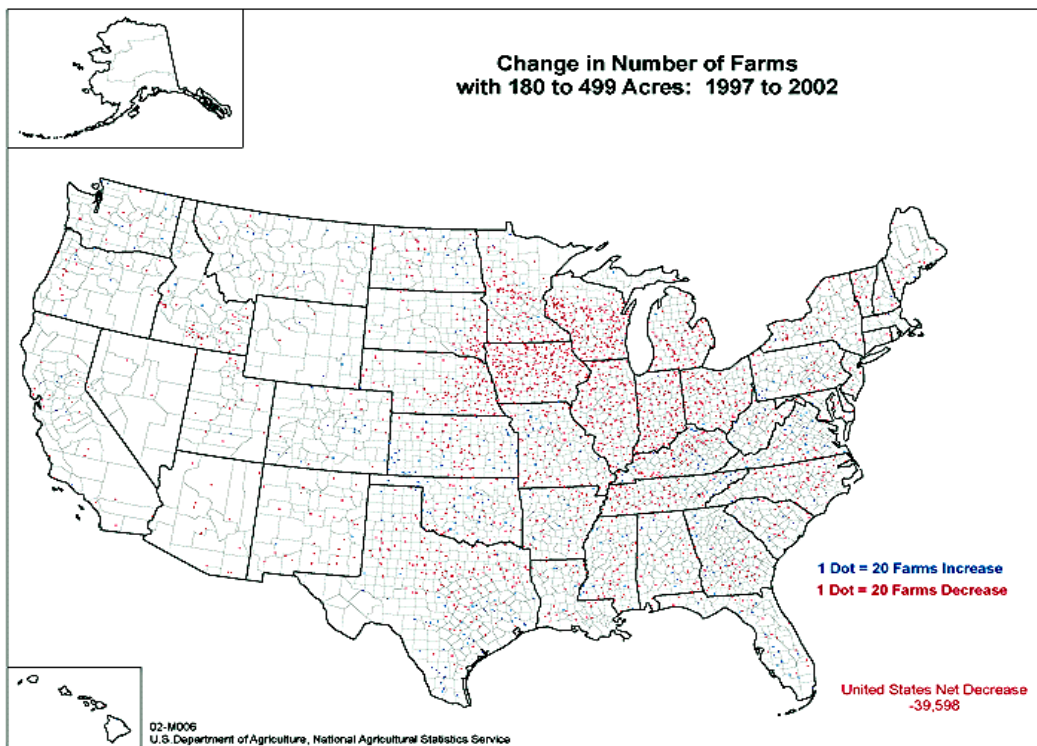 Change in Number of Farms
with 180 to 499 Acres: 1997 to 2002
1 Dot = 20 Farms Increase
1 Dot = 20 Farms Decrease
United States Net Decrease
-39,598
02-M006
U.S. Department of Agriculture, National Agricultural Statistics Service